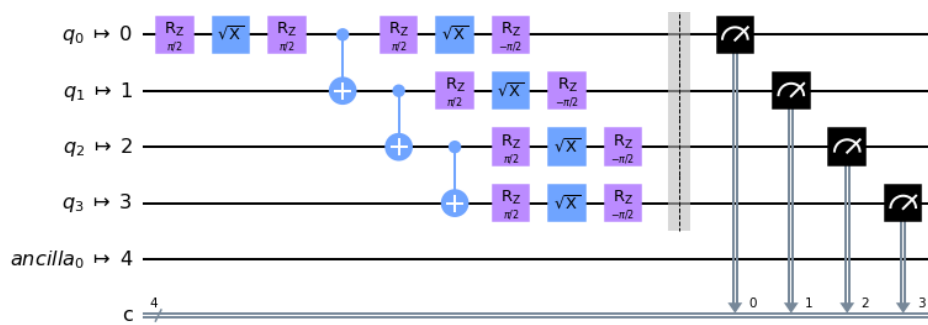 q0 ↦ 0 RZ π/2 √X RZ π/2 RZ π/2 √X RZ -π/2
q1 ↦ 1 RZ π/2 √X RZ -π/2
q2 ↦ 2 RZ π/2 √X RZ -π/2
q3 ↦ 3 RZ π/2 √X RZ -π/2
ancilla0 ↦ 4
c 4 0 1 2 3